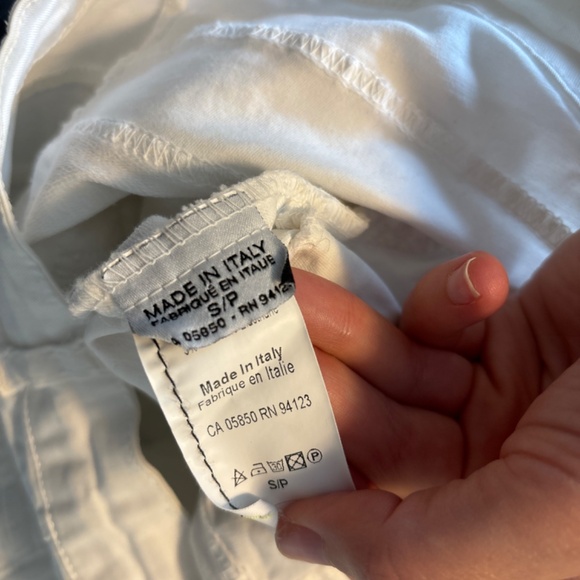 MADE IN ITALY
FABRIQUÉ EN ITALIE
S/P
CA 05850 - RN 94123
Made In Italy
Fabrique en Italie
CA 05850 RN 94123
S/P